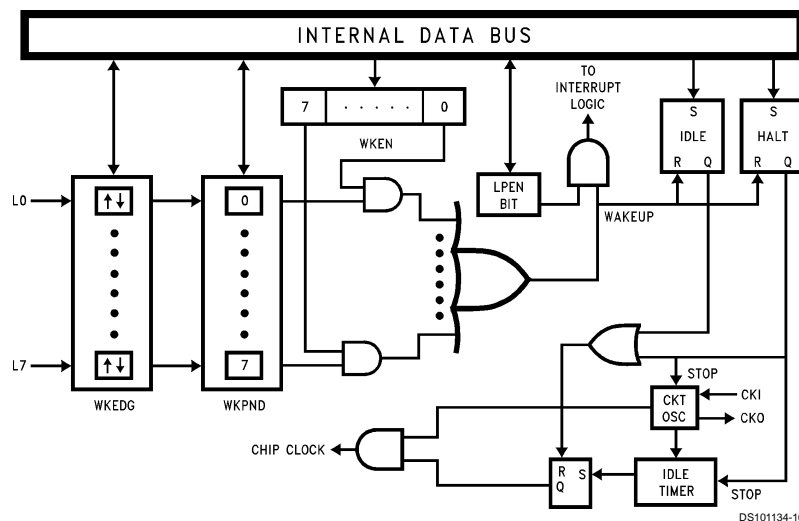 INTERNAL DATA BUS
TO
INTERRUPT
LOGIC
7 · · · · · 0
WKEN
S
IDLE
R Q
S
HALT
R Q
LPEN
BIT
WAKEUP
L0
0
L7
7
WKEDG
WKPND
STOP
CKT
OSC
CKI
CKO
CHIP CLOCK
R S
Q
IDLE
TIMER
STOP